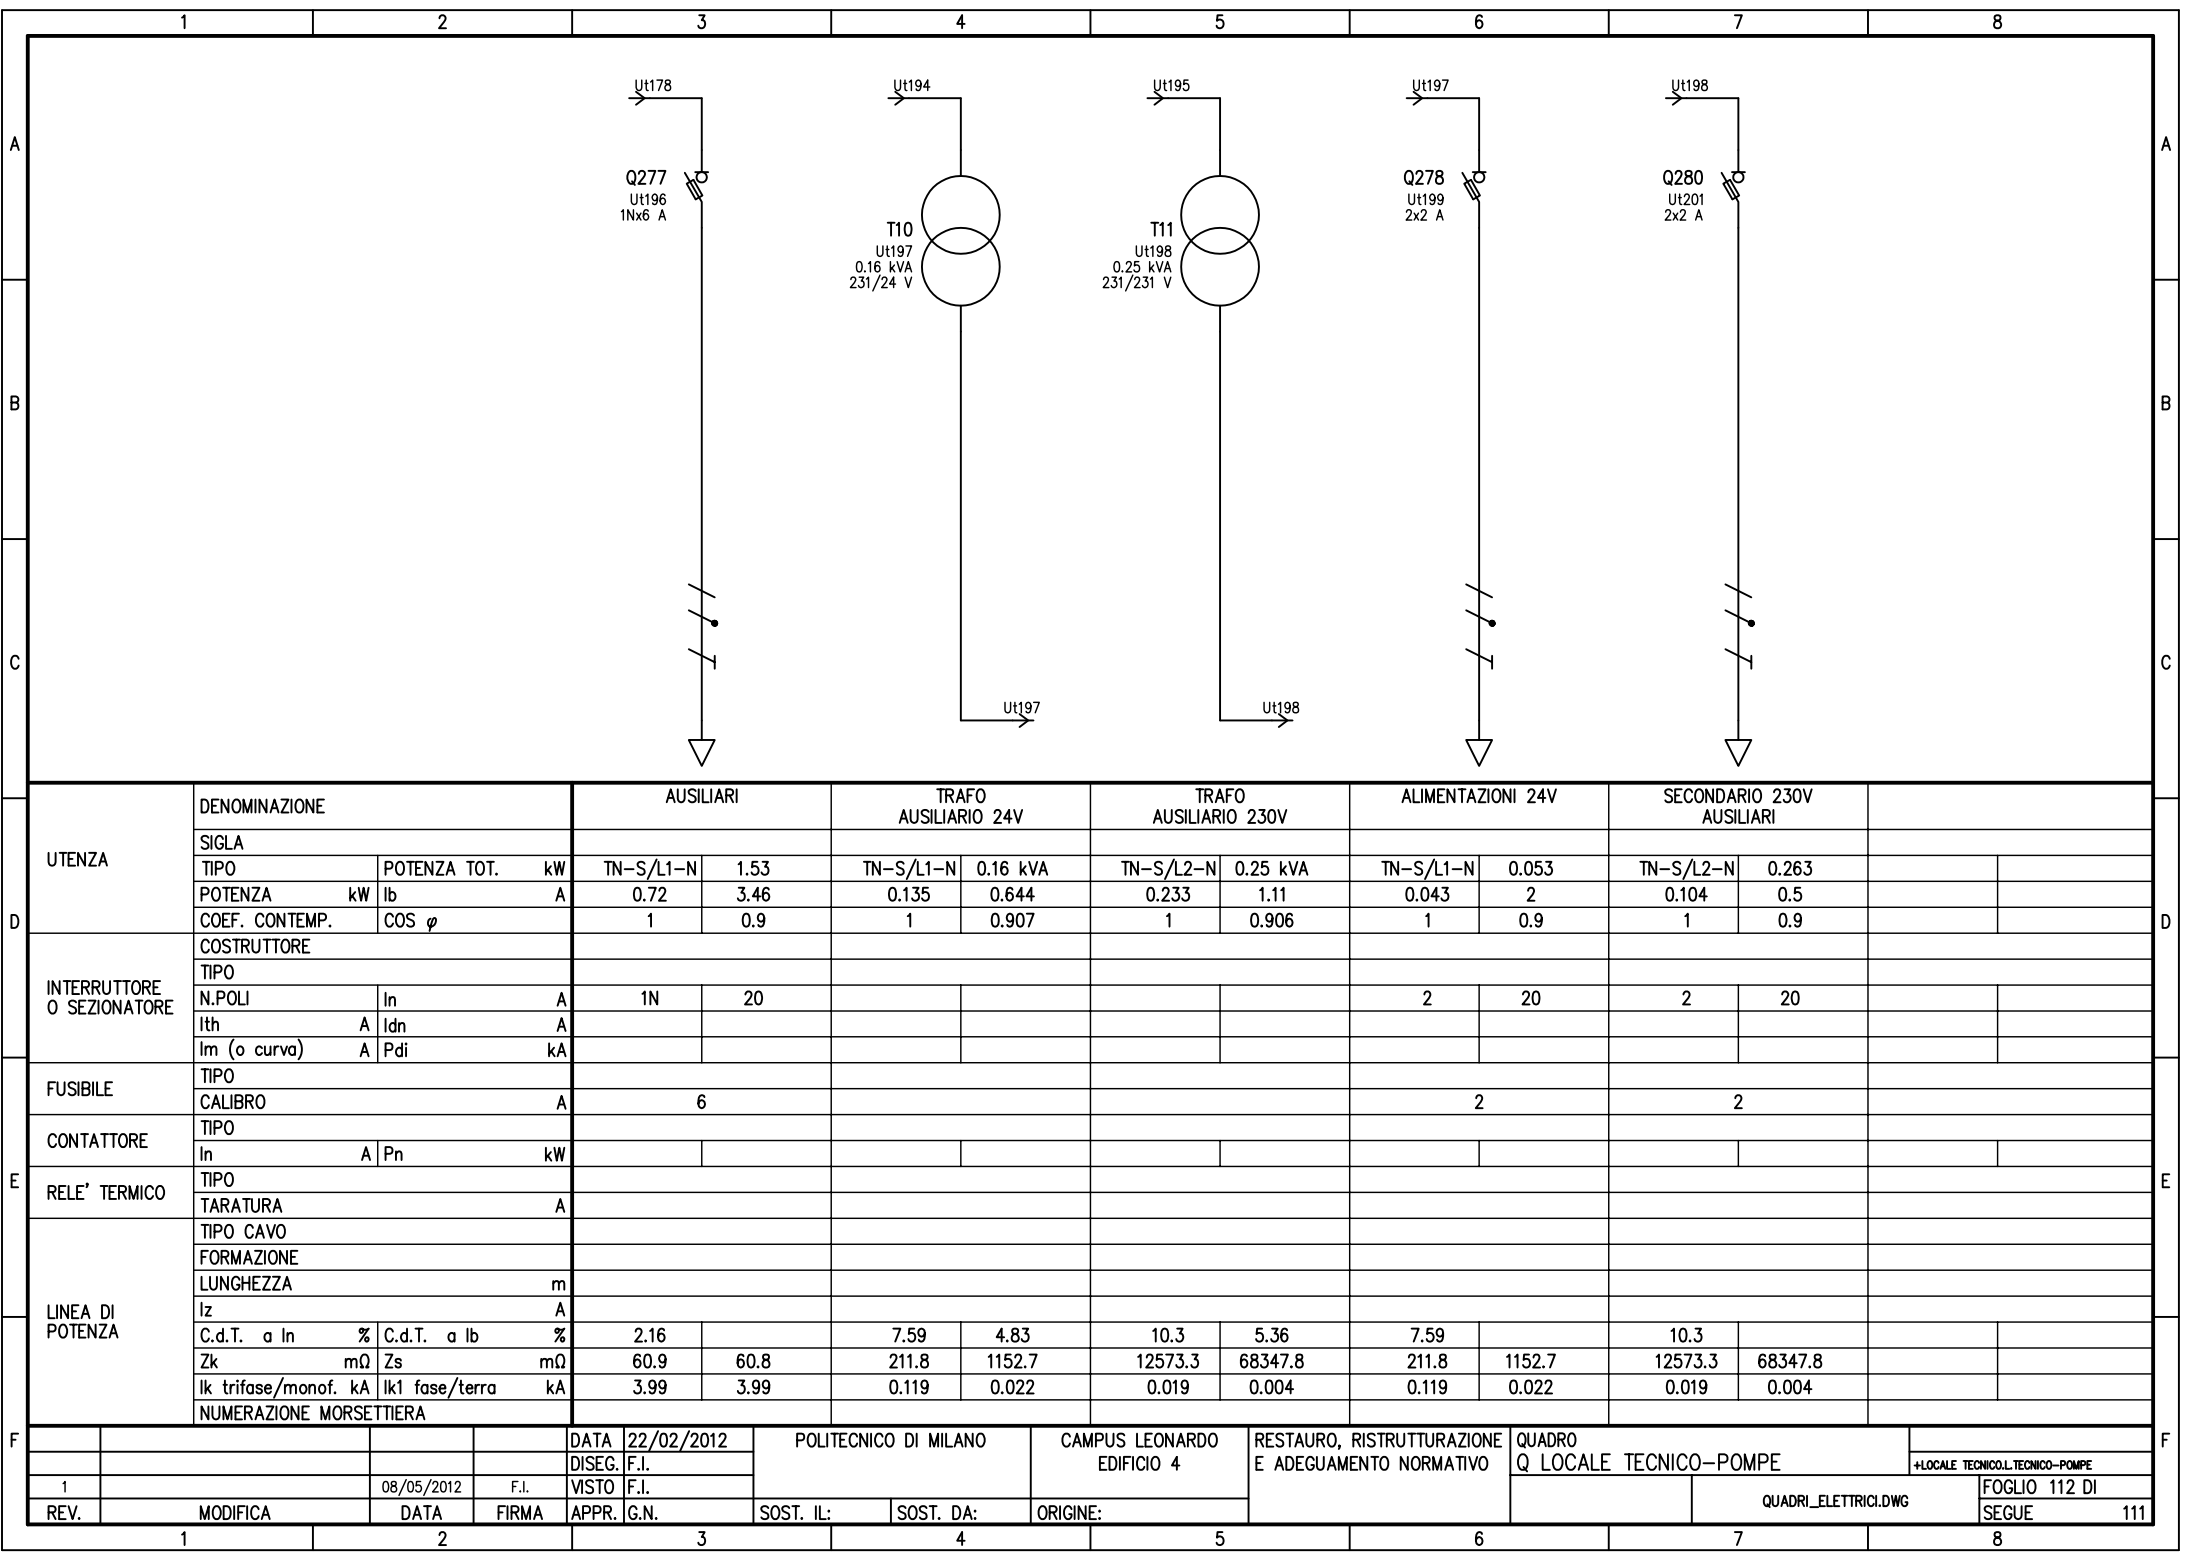 1 2 3 4 5 6 7 8
Ut178 Ut194 Ut195 Ut197 Ut198
A A
Q277
Ut196
1Nx6 A
T10
Ut197
0.16 kVA
231/24 V
T11
Ut198
0.25 kVA
231/231 V
Q278
Ut199
2x2 A
Q280
Ut201
2x2 A
B B
C C
Ut197 Ut198
UTENZA
DENOMINAZIONE AUSILIARI TRAFO AUSILIARIO 24V TRAFO AUSILIARIO 230V ALIMENTAZIONI 24V SECONDARIO 230V AUSILIARI
SIGLA
TIPO POTENZA TOT. kW TN-S/L1-N 1.53 TN-S/L1-N 0.16 kVA TN-S/L2-N 0.25 kVA TN-S/L1-N 0.053 TN-S/L2-N 0.263
POTENZA kW Ib A 0.72 3.46 0.135 0.644 0.233 1.11 0.043 2 0.104 0.5
COEF. CONTEMP. COS φ 1 0.9 1 0.907 1 0.906 1 0.9 1 0.9
D D
INTERRUTTORE
O SEZIONATORE
COSTRUTTORE
TIPO
N.POLI In A 1N 20 2 20 2 20
Ith A Idn A
Im (o curva) A Pdi kA
FUSIBILE
TIPO
CALIBRO A 6 2 2
CONTATTORE
TIPO
In A Pn kW
E E
RELE' TERMICO
TIPO
TARATURA A
LINEA DI
POTENZA
TIPO CAVO
FORMAZIONE
LUNGHEZZA m
Iz A
C.d.T. a In % C.d.T. a Ib % 2.16 7.59 4.83 10.3 5.36 7.59 10.3
Zk mΩ Zs mΩ 60.9 60.8 211.8 1152.7 12573.3 68347.8 211.8 1152.7 12573.3 68347.8
Ik trifase/monof. kA Ik1 fase/terra kA 3.99 3.99 0.119 0.022 0.019 0.004 0.119 0.022 0.019 0.004
NUMERAZIONE MORSETTIERA
F F
DATA 22/02/2012
DISEG. F.I.
1 08/05/2012 F.I. VISTO F.I.
REV. MODIFICA DATA FIRMA APPR. G.N.
POLITECNICO DI MILANO
SOST. IL: SOST. DA:
CAMPUS LEONARDO
EDIFICIO 4
ORIGINE:
RESTAURO, RISTRUTTURAZIONE
E ADEGUAMENTO NORMATIVO
QUADRO
Q LOCALE TECNICO-POMPE
+LOCALE TECNICO.L.TECNICO-POMPE
QUADRI_ELETTRICI.DWG
FOGLIO 112 DI
SEGUE 111
1 2 3 4 5 6 7 8